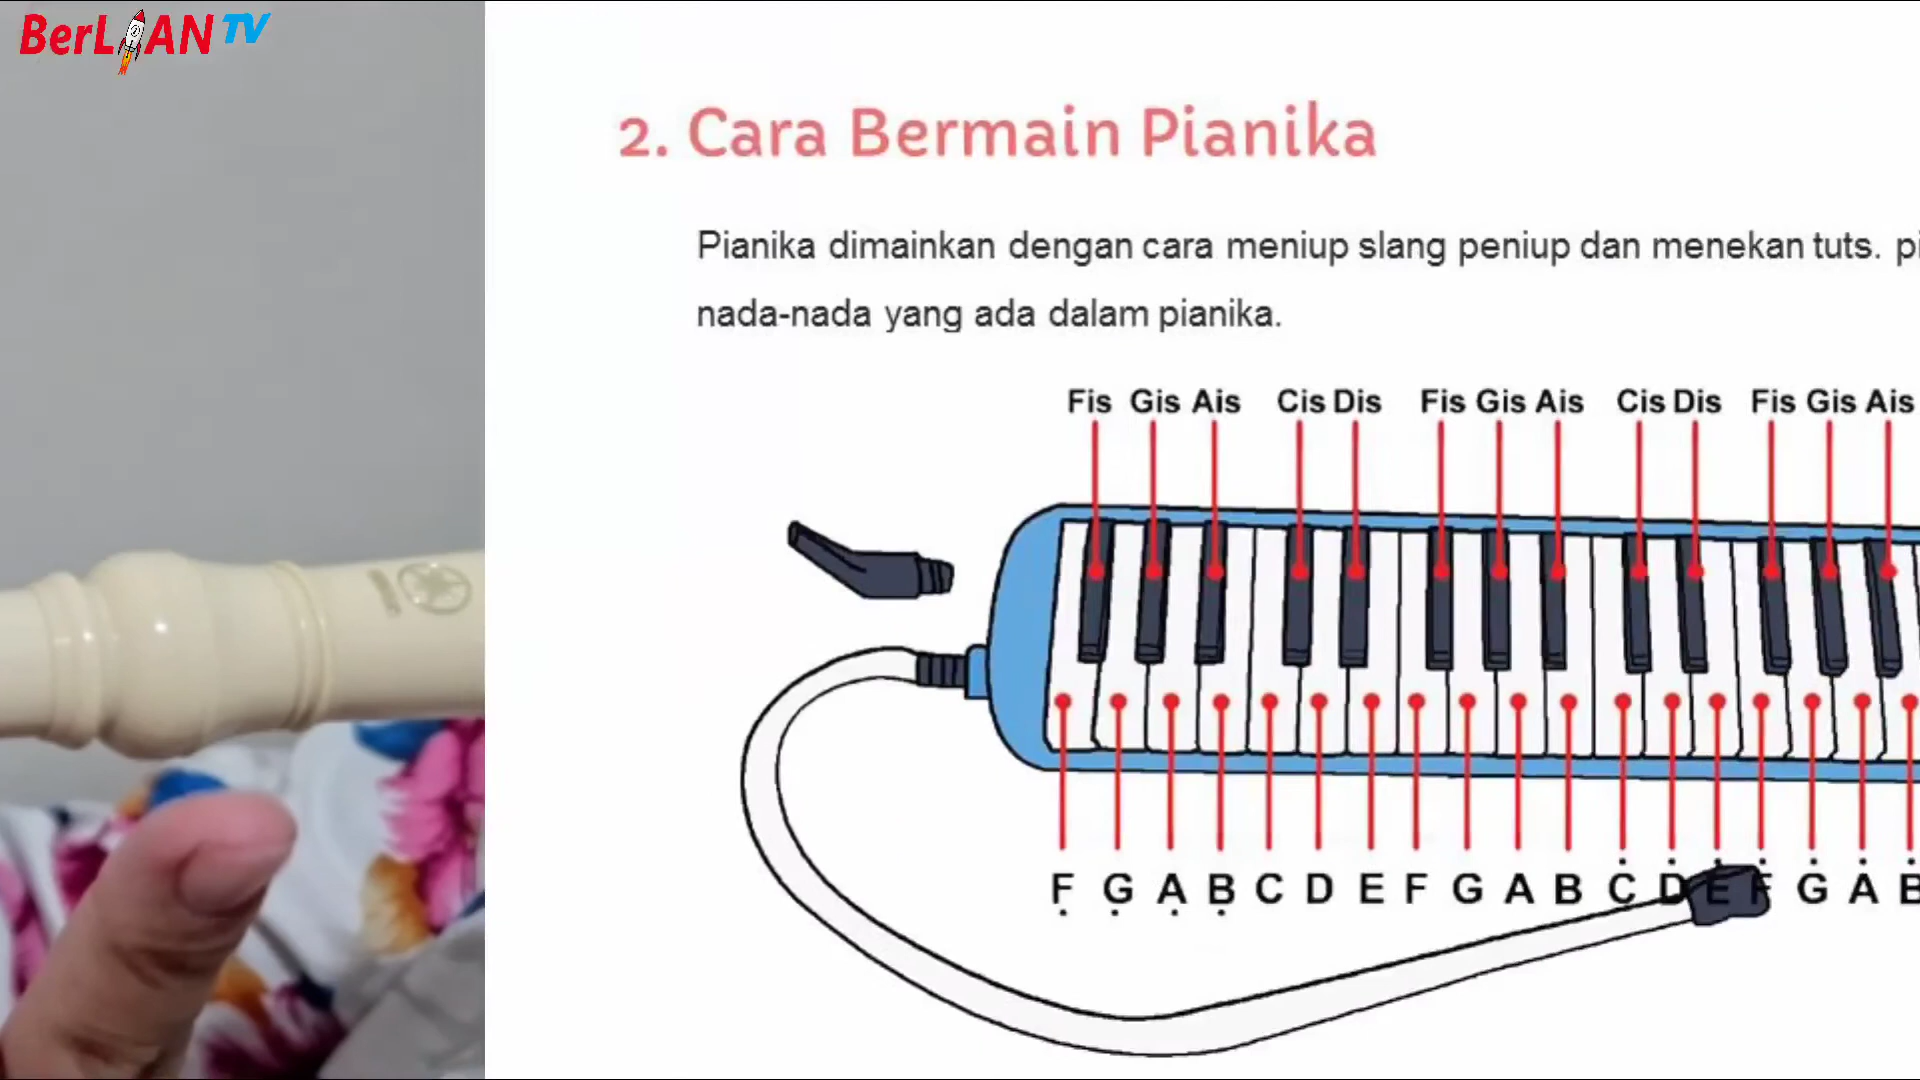 BerLIAN TV
2. Cara Bermain Pianika
Pianika dimainkan dengan cara meniup slang peniup dan menekan tuts.
nada-nada yang ada dalam pianika.
Fis Gis Ais Cis Dis Fis Gis Ais Cis Dis Fis Gis Ais
F G A B C D E F G A B C D E F G A B